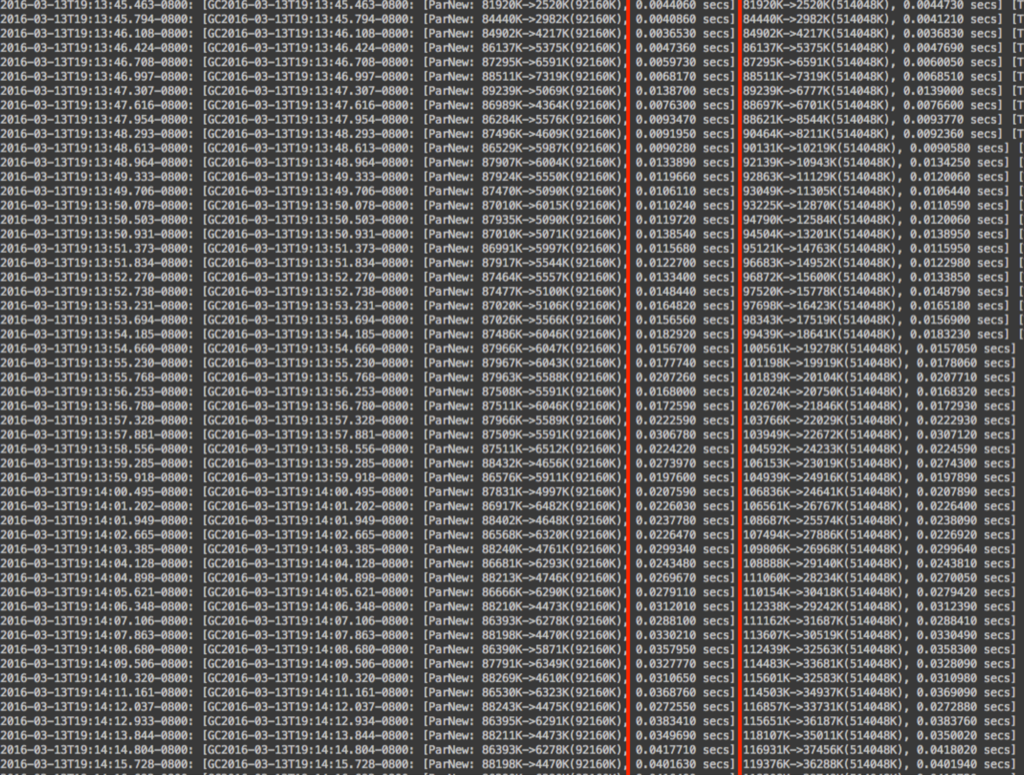 2016-03-13T19:13:45.463-0800: [GC2016-03-13T19:13:45.463-0800: [ParNew: 81920K->2520K(92160K), 0.0044060 secs] 81920K->2520K(514048K), 0.0044730 secs] [T
2016-03-13T19:13:45.794-0800: [GC2016-03-13T19:13:45.794-0800: [ParNew: 84440K->2982K(92160K), 0.0040860 secs] 84440K->2982K(514048K), 0.0041210 secs] [T
2016-03-13T19:13:46.108-0800: [GC2016-03-13T19:13:46.108-0800: [ParNew: 84902K->4217K(92160K), 0.0036530 secs] 84902K->4217K(514048K), 0.0036830 secs] [T
2016-03-13T19:13:46.424-0800: [GC2016-03-13T19:13:46.424-0800: [ParNew: 86137K->5375K(92160K), 0.0047360 secs] 86137K->5375K(514048K), 0.0047690 secs] [T
2016-03-13T19:13:46.708-0800: [GC2016-03-13T19:13:46.708-0800: [ParNew: 87295K->6591K(92160K), 0.0059730 secs] 87295K->6591K(514048K), 0.0060050 secs] [T
2016-03-13T19:13:46.997-0800: [GC2016-03-13T19:13:46.997-0800: [ParNew: 88511K->7319K(92160K), 0.0068170 secs] 88511K->7319K(514048K), 0.0068510 secs] [T
2016-03-13T19:13:47.307-0800: [GC2016-03-13T19:13:47.307-0800: [ParNew: 89239K->5069K(92160K), 0.0138700 secs] 89239K->6777K(514048K), 0.0139000 secs] [T
2016-03-13T19:13:47.616-0800: [GC2016-03-13T19:13:47.616-0800: [ParNew: 86989K->4364K(92160K), 0.0076300 secs] 88697K->6701K(514048K), 0.0076600 secs] [T
2016-03-13T19:13:47.954-0800: [GC2016-03-13T19:13:47.954-0800: [ParNew: 86284K->5576K(92160K), 0.0093470 secs] 88621K->8544K(514048K), 0.0093770 secs] [T
2016-03-13T19:13:48.293-0800: [GC2016-03-13T19:13:48.293-0800: [ParNew: 87496K->4609K(92160K), 0.0091950 secs] 90464K->8211K(514048K), 0.0092360 secs] [T
2016-03-13T19:13:48.613-0800: [GC2016-03-13T19:13:48.613-0800: [ParNew: 86529K->5987K(92160K), 0.0090280 secs] 90131K->10219K(514048K), 0.0090580 secs] [
2016-03-13T19:13:48.964-0800: [GC2016-03-13T19:13:48.964-0800: [ParNew: 87907K->6004K(92160K), 0.0133890 secs] 92139K->10943K(514048K), 0.0134250 secs] [
2016-03-13T19:13:49.333-0800: [GC2016-03-13T19:13:49.333-0800: [ParNew: 87924K->5550K(92160K), 0.0119660 secs] 92863K->11129K(514048K), 0.0120060 secs] [
2016-03-13T19:13:49.706-0800: [GC2016-03-13T19:13:49.706-0800: [ParNew: 87470K->5090K(92160K), 0.0106110 secs] 93049K->11305K(514048K), 0.0106440 secs] [
2016-03-13T19:13:50.078-0800: [GC2016-03-13T19:13:50.078-0800: [ParNew: 87010K->6015K(92160K), 0.0110240 secs] 93225K->12870K(514048K), 0.0110590 secs] [
2016-03-13T19:13:50.503-0800: [GC2016-03-13T19:13:50.503-0800: [ParNew: 87935K->5090K(92160K), 0.0119720 secs] 94790K->12584K(514048K), 0.0120060 secs] [
2016-03-13T19:13:50.931-0800: [GC2016-03-13T19:13:50.931-0800: [ParNew: 87010K->5071K(92160K), 0.0138540 secs] 94504K->13201K(514048K), 0.0138950 secs] [
2016-03-13T19:13:51.373-0800: [GC2016-03-13T19:13:51.373-0800: [ParNew: 86991K->5997K(92160K), 0.0115680 secs] 95121K->14763K(514048K), 0.0115950 secs] [
2016-03-13T19:13:51.834-0800: [GC2016-03-13T19:13:51.834-0800: [ParNew: 87917K->5544K(92160K), 0.0122700 secs] 96683K->14952K(514048K), 0.0122980 secs] [
2016-03-13T19:13:52.270-0800: [GC2016-03-13T19:13:52.270-0800: [ParNew: 87464K->5557K(92160K), 0.0133400 secs] 96872K->15600K(514048K), 0.0133850 secs] [
2016-03-13T19:13:52.738-0800: [GC2016-03-13T19:13:52.738-0800: [ParNew: 87477K->5100K(92160K), 0.0148440 secs] 97520K->15778K(514048K), 0.0148790 secs] [
2016-03-13T19:13:53.231-0800: [GC2016-03-13T19:13:53.231-0800: [ParNew: 87020K->5106K(92160K), 0.0164820 secs] 97698K->16423K(514048K), 0.0165180 secs] [
2016-03-13T19:13:53.694-0800: [GC2016-03-13T19:13:53.694-0800: [ParNew: 87026K->5566K(92160K), 0.0156560 secs] 98343K->17519K(514048K), 0.0156900 secs] [
2016-03-13T19:13:54.185-0800: [GC2016-03-13T19:13:54.185-0800: [ParNew: 87486K->6046K(92160K), 0.0182920 secs] 99439K->18641K(514048K), 0.0183230 secs] [
2016-03-13T19:13:54.660-0800: [GC2016-03-13T19:13:54.660-0800: [ParNew: 87966K->6047K(92160K), 0.0156700 secs] 100561K->19278K(514048K), 0.0157050 secs]
2016-03-13T19:13:55.230-0800: [GC2016-03-13T19:13:55.230-0800: [ParNew: 87967K->6043K(92160K), 0.0177740 secs] 101198K->19919K(514048K), 0.0178060 secs]
2016-03-13T19:13:55.768-0800: [GC2016-03-13T19:13:55.768-0800: [ParNew: 87963K->5588K(92160K), 0.0207260 secs] 101839K->20104K(514048K), 0.0207710 secs]
2016-03-13T19:13:56.253-0800: [GC2016-03-13T19:13:56.253-0800: [ParNew: 87508K->5591K(92160K), 0.0168000 secs] 102024K->20750K(514048K), 0.0168320 secs]
2016-03-13T19:13:56.780-0800: [GC2016-03-13T19:13:56.780-0800: [ParNew: 87511K->6046K(92160K), 0.0172590 secs] 102670K->21846K(514048K), 0.0172930 secs]
2016-03-13T19:13:57.328-0800: [GC2016-03-13T19:13:57.328-0800: [ParNew: 87966K->5589K(92160K), 0.0222590 secs] 103766K->22029K(514048K), 0.0222930 secs]
2016-03-13T19:13:57.881-0800: [GC2016-03-13T19:13:57.881-0800: [ParNew: 87509K->5591K(92160K), 0.0306780 secs] 103949K->22672K(514048K), 0.0307120 secs]
2016-03-13T19:13:58.556-0800: [GC2016-03-13T19:13:58.556-0800: [ParNew: 87511K->6512K(92160K), 0.0224220 secs] 104592K->24233K(514048K), 0.0224590 secs]
2016-03-13T19:13:59.285-0800: [GC2016-03-13T19:13:59.285-0800: [ParNew: 88432K->4656K(92160K), 0.0273970 secs] 106153K->23019K(514048K), 0.0274300 secs]
2016-03-13T19:13:59.918-0800: [GC2016-03-13T19:13:59.918-0800: [ParNew: 86576K->5911K(92160K), 0.0197600 secs] 104939K->24916K(514048K), 0.0197890 secs]
2016-03-13T19:14:00.495-0800: [GC2016-03-13T19:14:00.495-0800: [ParNew: 87831K->4997K(92160K), 0.0207590 secs] 106836K->24641K(514048K), 0.0207890 secs]
2016-03-13T19:14:01.202-0800: [GC2016-03-13T19:14:01.202-0800: [ParNew: 86917K->6482K(92160K), 0.0226030 secs] 106561K->26767K(514048K), 0.0226400 secs]
2016-03-13T19:14:01.949-0800: [GC2016-03-13T19:14:01.949-0800: [ParNew: 88402K->4648K(92160K), 0.0237780 secs] 108687K->25574K(514048K), 0.0238090 secs]
2016-03-13T19:14:02.665-0800: [GC2016-03-13T19:14:02.665-0800: [ParNew: 86568K->6320K(92160K), 0.0226470 secs] 107494K->27886K(514048K), 0.0226920 secs]
2016-03-13T19:14:03.385-0800: [GC2016-03-13T19:14:03.385-0800: [ParNew: 88240K->4761K(92160K), 0.0299340 secs] 109806K->26968K(514048K), 0.0299640 secs]
2016-03-13T19:14:04.128-0800: [GC2016-03-13T19:14:04.128-0800: [ParNew: 86681K->6293K(92160K), 0.0243480 secs] 108888K->29140K(514048K), 0.0243810 secs]
2016-03-13T19:14:04.898-0800: [GC2016-03-13T19:14:04.898-0800: [ParNew: 88213K->4746K(92160K), 0.0269670 secs] 111060K->28234K(514048K), 0.0270050 secs]
2016-03-13T19:14:05.621-0800: [GC2016-03-13T19:14:05.621-0800: [ParNew: 86666K->6290K(92160K), 0.0279110 secs] 110154K->30418K(514048K), 0.0279420 secs]
2016-03-13T19:14:06.348-0800: [GC2016-03-13T19:14:06.348-0800: [ParNew: 88210K->4473K(92160K), 0.0312010 secs] 112338K->29242K(514048K), 0.0312390 secs]
2016-03-13T19:14:07.106-0800: [GC2016-03-13T19:14:07.106-0800: [ParNew: 86393K->6278K(92160K), 0.0288100 secs] 111162K->31687K(514048K), 0.0288410 secs]
2016-03-13T19:14:07.863-0800: [GC2016-03-13T19:14:07.863-0800: [ParNew: 88198K->4470K(92160K), 0.0330210 secs] 113607K->30519K(514048K), 0.0330490 secs]
2016-03-13T19:14:08.680-0800: [GC2016-03-13T19:14:08.680-0800: [ParNew: 86390K->5871K(92160K), 0.0357950 secs] 112439K->32563K(514048K), 0.0358300 secs]
2016-03-13T19:14:09.506-0800: [GC2016-03-13T19:14:09.506-0800: [ParNew: 87791K->6349K(92160K), 0.0327770 secs] 114483K->33681K(514048K), 0.0328090 secs]
2016-03-13T19:14:10.320-0800: [GC2016-03-13T19:14:10.320-0800: [ParNew: 88269K->4610K(92160K), 0.0310650 secs] 115601K->32583K(514048K), 0.0310980 secs]
2016-03-13T19:14:11.161-0800: [GC2016-03-13T19:14:11.161-0800: [ParNew: 86530K->6323K(92160K), 0.0368760 secs] 114503K->34937K(514048K), 0.0369090 secs]
2016-03-13T19:14:12.037-0800: [GC2016-03-13T19:14:12.037-0800: [ParNew: 88243K->4475K(92160K), 0.0272550 secs] 116857K->33731K(514048K), 0.0272880 secs]
2016-03-13T19:14:12.933-0800: [GC2016-03-13T19:14:12.934-0800: [ParNew: 86395K->6291K(92160K), 0.0383410 secs] 115651K->36187K(514048K), 0.0383760 secs]
2016-03-13T19:14:13.844-0800: [GC2016-03-13T19:14:13.844-0800: [ParNew: 88211K->4473K(92160K), 0.0349690 secs] 118107K->35011K(514048K), 0.0350020 secs]
2016-03-13T19:14:14.804-0800: [GC2016-03-13T19:14:14.804-0800: [ParNew: 86393K->6278K(92160K), 0.0417710 secs] 116931K->37456K(514048K), 0.0418020 secs]
2016-03-13T19:14:15.728-0800: [GC2016-03-13T19:14:15.728-0800: [ParNew: 88198K->4470K(92160K), 0.0401630 secs] 119376K->36288K(514048K), 0.0401940 secs]